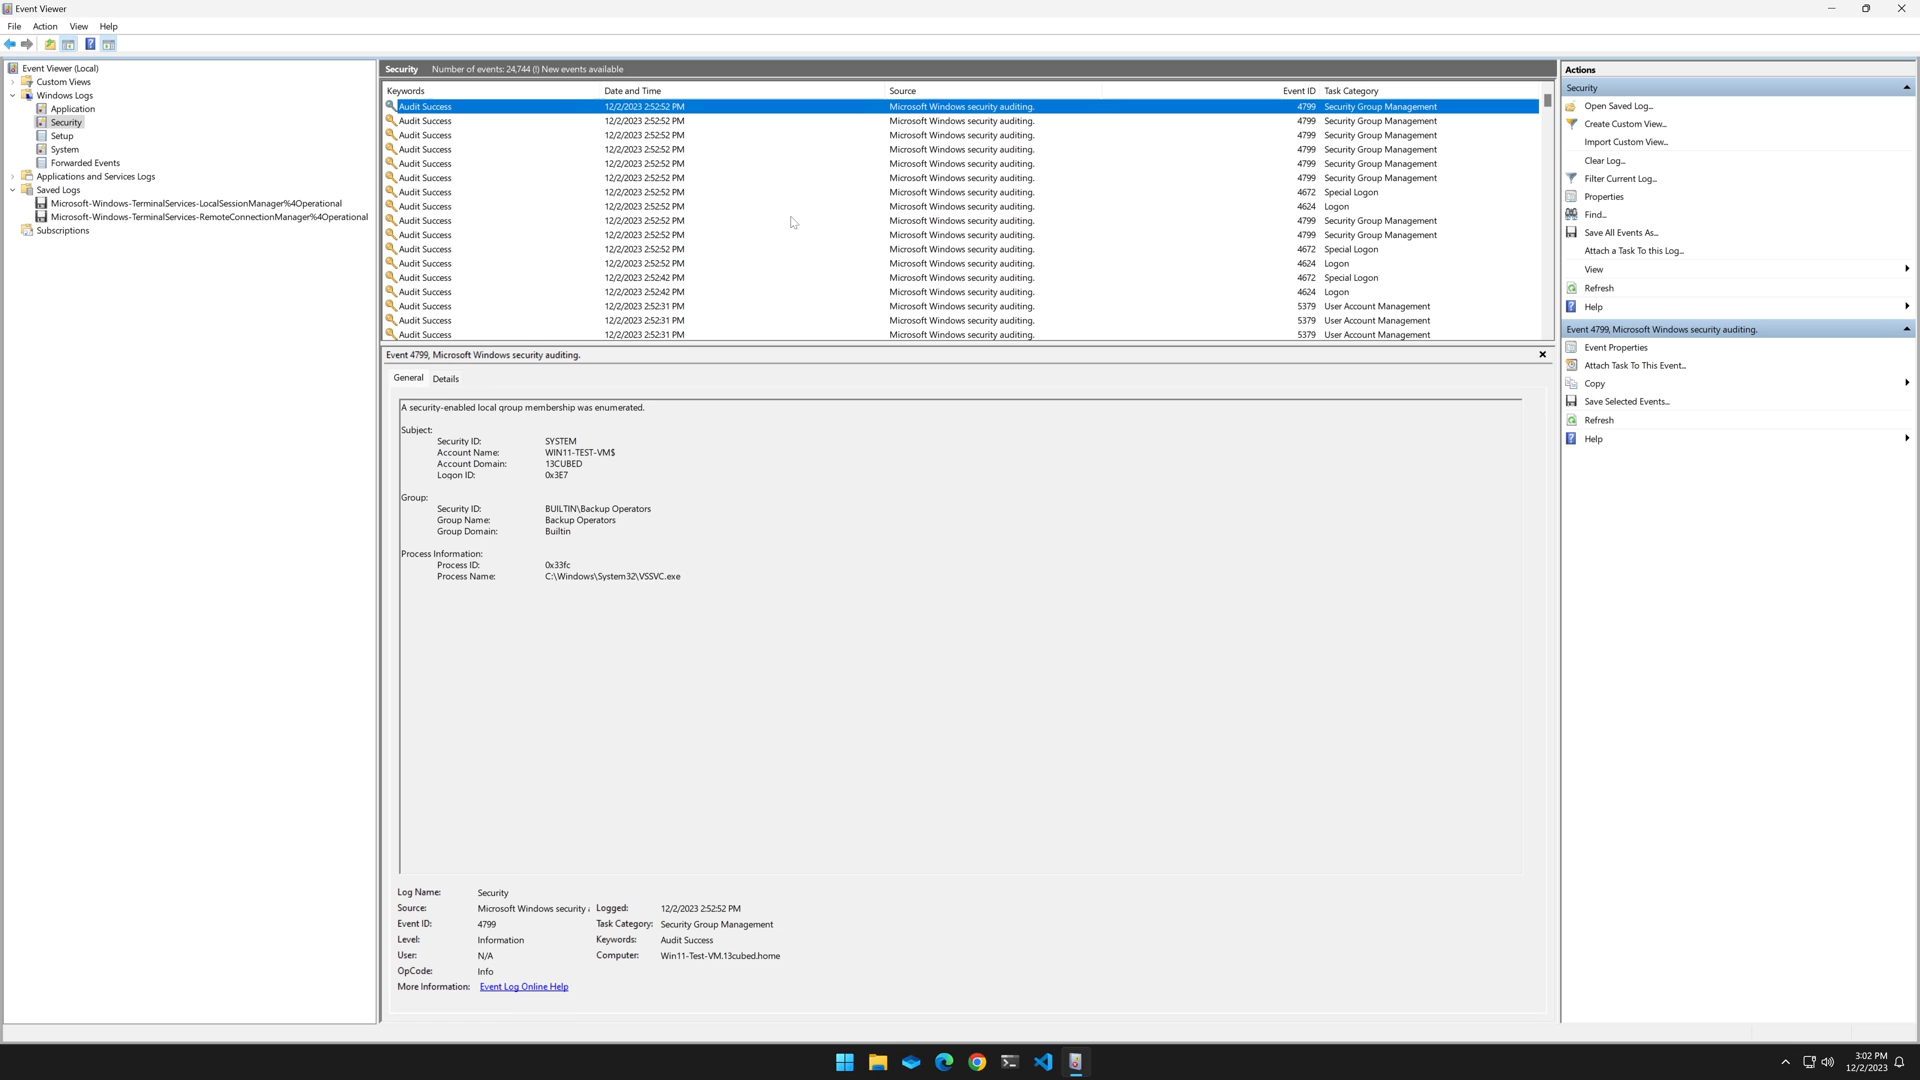 Event Viewer
File Action View Help
Event Viewer (Local)
Custom Views
Windows Logs
Application
Security
Setup
System
Forwarded Events
Applications and Services Logs
Saved Logs
Microsoft-Windows-TerminalServices-LocalSessionManager%4Operational
Microsoft-Windows-TerminalServices-RemoteConnectionManager%4Operational
Subscriptions
Security Number of events: 24,744 (!) New events available
Keywords Date and Time Source Event ID Task Category
Audit Success 12/2/2023 2:52:52 PM Microsoft Windows security auditing. 4799 Security Group Management
Audit Success 12/2/2023 2:52:52 PM Microsoft Windows security auditing. 4799 Security Group Management
Audit Success 12/2/2023 2:52:52 PM Microsoft Windows security auditing. 4799 Security Group Management
Audit Success 12/2/2023 2:52:52 PM Microsoft Windows security auditing. 4799 Security Group Management
Audit Success 12/2/2023 2:52:52 PM Microsoft Windows security auditing. 4799 Security Group Management
Audit Success 12/2/2023 2:52:52 PM Microsoft Windows security auditing. 4799 Security Group Management
Audit Success 12/2/2023 2:52:52 PM Microsoft Windows security auditing. 4672 Special Logon
Audit Success 12/2/2023 2:52:52 PM Microsoft Windows security auditing. 4624 Logon
Audit Success 12/2/2023 2:52:52 PM Microsoft Windows security auditing. 4799 Security Group Management
Audit Success 12/2/2023 2:52:52 PM Microsoft Windows security auditing. 4799 Security Group Management
Audit Success 12/2/2023 2:52:52 PM Microsoft Windows security auditing. 4672 Special Logon
Audit Success 12/2/2023 2:52:52 PM Microsoft Windows security auditing. 4624 Logon
Audit Success 12/2/2023 2:52:42 PM Microsoft Windows security auditing. 4672 Special Logon
Audit Success 12/2/2023 2:52:42 PM Microsoft Windows security auditing. 4624 Logon
Audit Success 12/2/2023 2:52:31 PM Microsoft Windows security auditing. 5379 User Account Management
Audit Success 12/2/2023 2:52:31 PM Microsoft Windows security auditing. 5379 User Account Management
Audit Success 12/2/2023 2:52:31 PM Microsoft Windows security auditing. 5379 User Account Management
Event 4799, Microsoft Windows security auditing.
General Details
A security-enabled local group membership was enumerated.
Subject:
Security ID: SYSTEM
Account Name: WIN11-TEST-VM$
Account Domain: 13CUBED
Logon ID: 0x3E7
Group:
Security ID: BUILTIN\Backup Operators
Group Name: Backup Operators
Group Domain: Builtin
Process Information:
Process ID: 0x33fc
Process Name: C:\Windows\System32\VSSVC.exe
Log Name: Security
Source: Microsoft Windows security Logged: 12/2/2023 2:52:52 PM
Event ID: 4799 Task Category: Security Group Management
Level: Information Keywords: Audit Success
User: N/A Computer: Win11-Test-VM.13cubed.home
OpCode: Info
More Information: Event Log Online Help
Actions
Security
Open Saved Log...
Create Custom View...
Import Custom View...
Clear Log...
Filter Current Log...
Properties
Find...
Save All Events As...
Attach a Task To this Log...
View
Refresh
Help
Event 4799, Microsoft Windows security auditing.
Event Properties
Attach Task To This Event...
Copy
Save Selected Events...
Refresh
Help
3:02 PM
12/2/2023